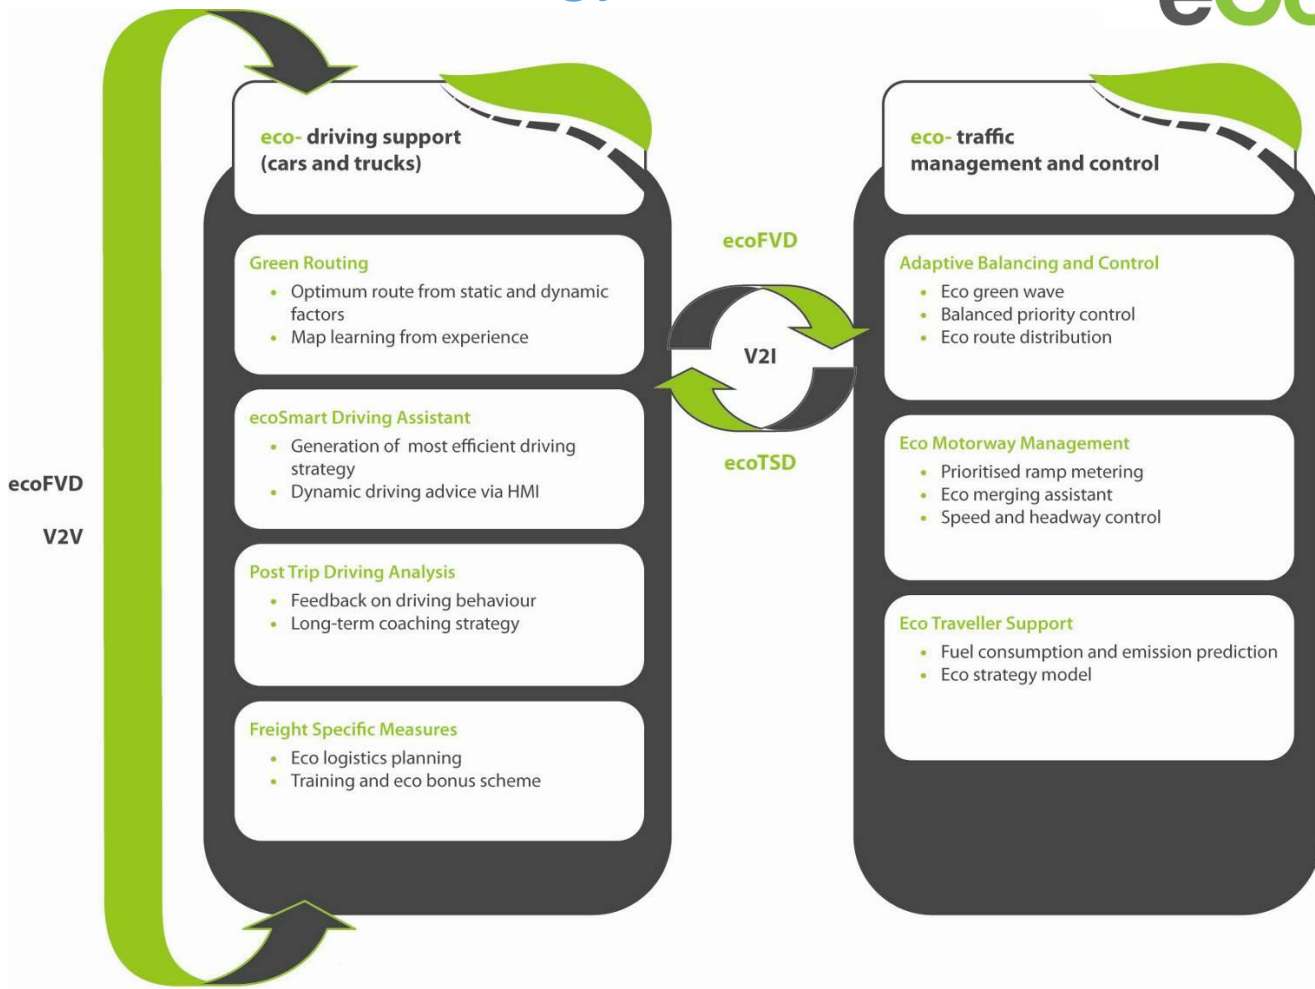 eco- driving support
(cars and trucks)
Green Routing
• Optimum route from static and dynamic
factors
• Map learning from experience
ecoSmart Driving Assistant
• Generation of most efficient driving
strategy
• Dynamic driving advice via HMI
Post Trip Driving Analysis
• Feedback on driving behaviour
• Long-term coaching strategy
Freight Specific Measures
• Eco logistics planning
• Training and eco bonus scheme
ecoFVD
V2V
ecoFVD
V2I
ecoTSD
eco- traffic
management and control
Adaptive Balancing and Control
• Eco green wave
• Balanced priority control
• Eco route distribution
Eco Motorway Management
• Prioritised ramp metering
• Eco merging assistant
• Speed and headway control
Eco Traveller Support
• Fuel consumption and emission prediction
• Eco strategy model